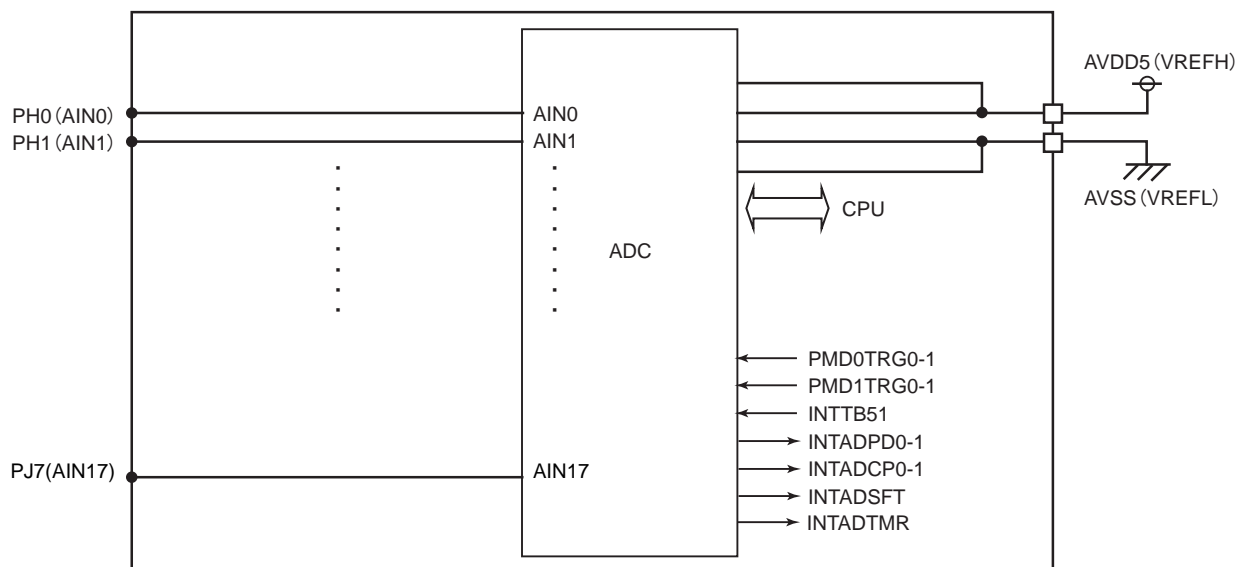 AVDD5(VREFH)
PH0(AIN0)
AIN0
PH1(AIN1)
AIN1
AVSS(VREFL)
CPU
ADC
PMD0TRG0-1
PMD1TRG0-1
INTTB51
INTADPD0-1
PJ7(AIN17)
AIN17
INTADCP0-1
INTADSFT
INTADTMR